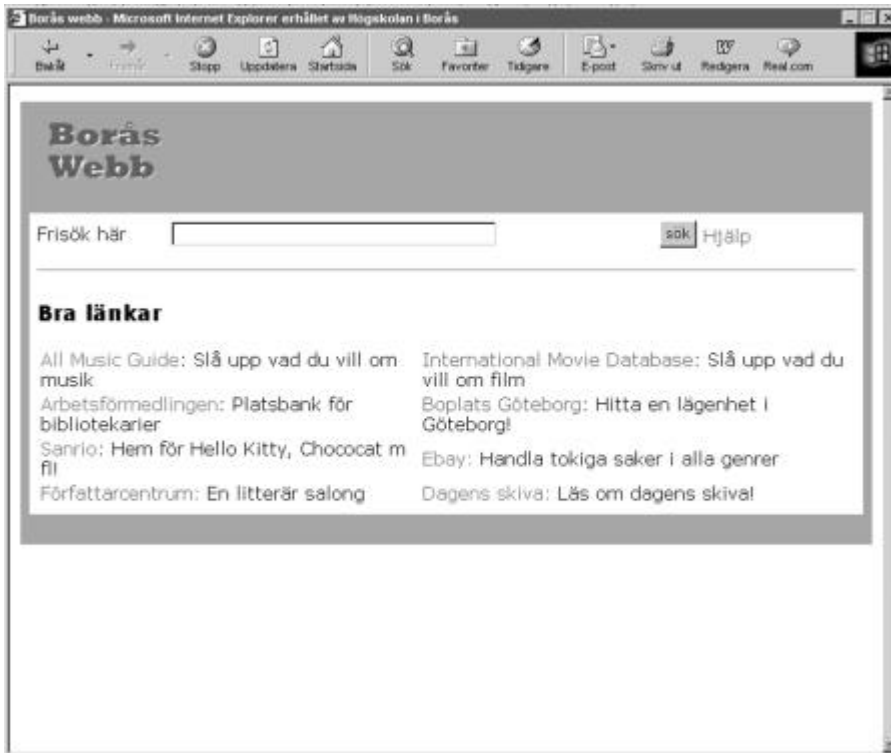 Borås webb - Microsoft Internet Explorer erhållet av Högskolan i Borås
Bakåt Framåt Stopp Uppdatera Startsida Sök Favoriter Tidigare E-post Skriv ut Redigera Real.com
Borås
Webb
Frisök här sök Hjälp
Bra länkar
All Music Guide: Slå upp vad du vill om
musik
International Movie Database: Slå upp vad du
vill om film
Arbetsförmedlingen: Platsbank för
bibliotekarier
Boplats Göteborg: Hitta en lägenhet i
Göteborg!
Sanrio: Hem för Hello Kitty, Chococat m
fl!
Ebay: Handla tokiga saker i alla genrer
Författarcentrum: En litterär salong
Dagens skiva: Läs om dagens skiva!